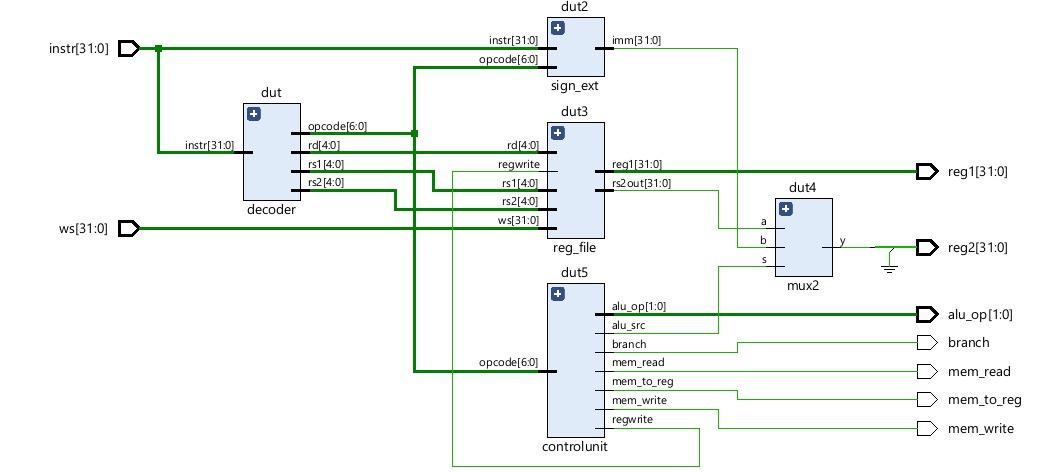 dut2
instr[31:0]
instr[31:0]
imm[31:0]
opcode[6:0]
sign_ext
dut
opcode[6:0]
instr[31:0]
rd[4:0]
rs1[4:0]
rs2[4:0]
decoder
dut3
rd[4:0]
regwrite
rs1[4:0]
rs2[4:0]
ws[31:0]
reg1[31:0]
rs2out[31:0]
reg_file
reg1[31:0]
ws[31:0]
dut4
a
b
s
y
mux2
reg2[31:0]
dut5
opcode[6:0]
alu_op[1:0]
alu_src
branch
mem_read
mem_to_reg
mem_write
regwrite
controlunit
alu_op[1:0]
branch
mem_read
mem_to_reg
mem_write